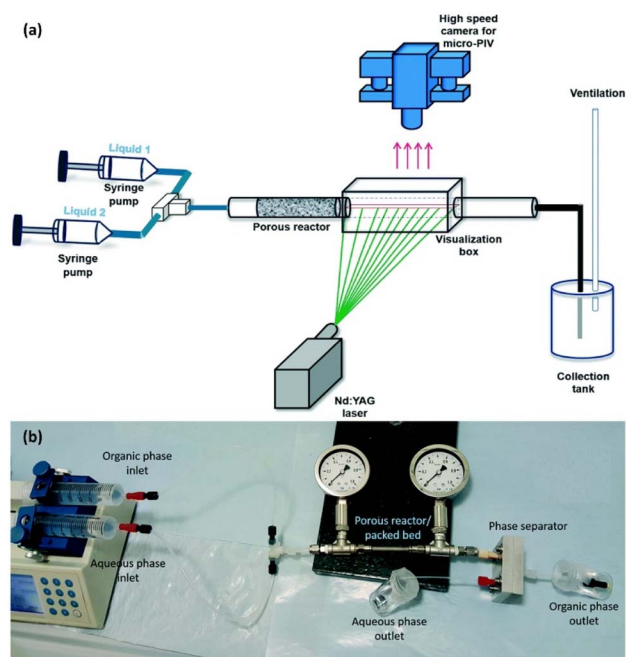 (a)
High speed
camera for
micro-PIV
Ventilation
Liquid 1
Syringe
pump
Liquid 2
Syringe
pump
Porous reactor
Visualization
box
Nd:YAG
laser
Collection
tank
(b)
Organic phase
inlet
Aqueous phase
inlet
Porous reactor/
packed bed
Phase separator
Aqueous phase
outlet
Organic phase
outlet